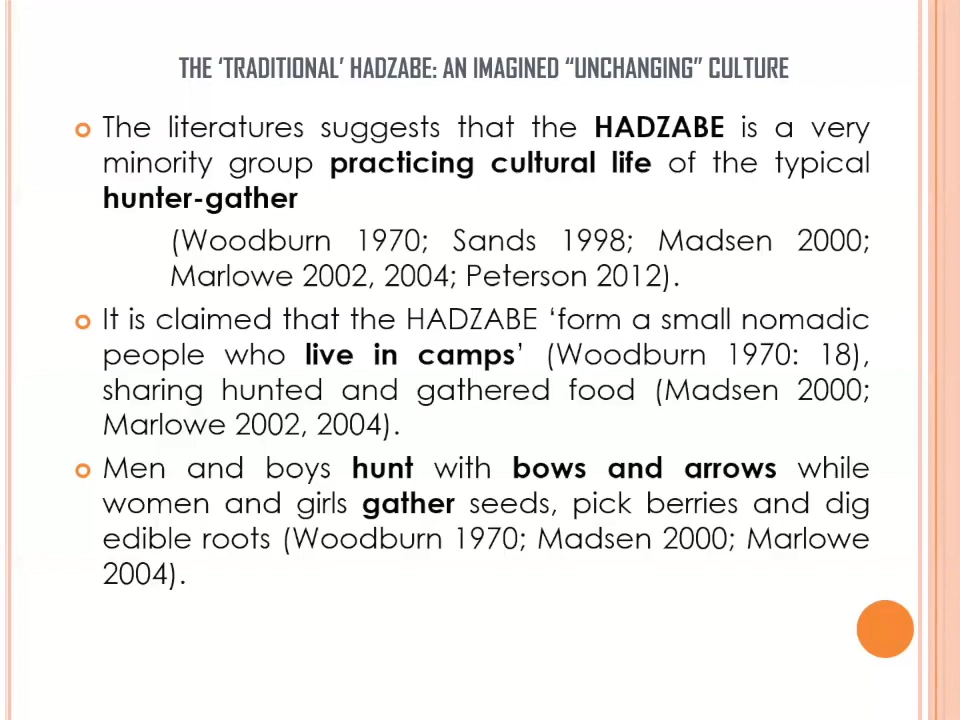 THE ‘TRADITIONAL’ HADZABE: AN IMAGINED “UNCHANGING” CULTURE
The literatures suggests that the HADZABE is a very
minority group practicing cultural life of the typical
hunter-gather
(Woodburn 1970; Sands 1998; Madsen 2000;
Marlowe 2002, 2004; Peterson 2012).
It is claimed that the HADZABE ‘form a small nomadic
people who live in camps’ (Woodburn 1970: 18),
sharing hunted and gathered food (Madsen 2000;
Marlowe 2002, 2004).
Men and boys hunt with bows and arrows while
women and girls gather seeds, pick berries and dig
edible roots (Woodburn 1970; Madsen 2000; Marlowe
2004).